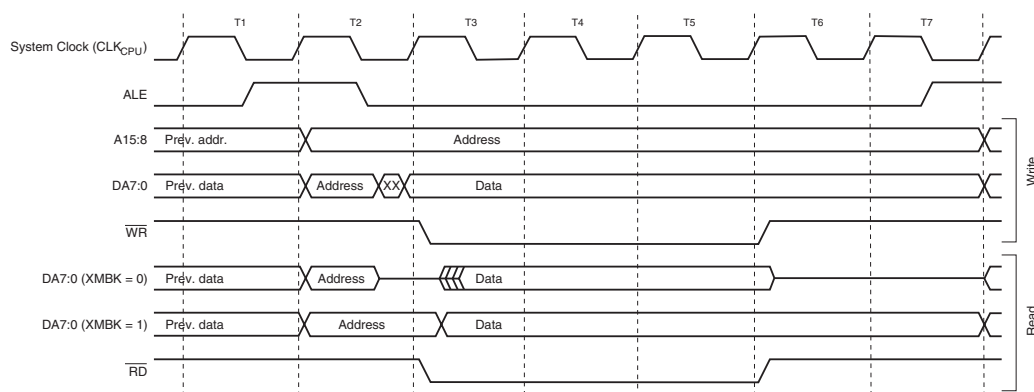 T1 T2 T3 T4 T5 T6 T7
System Clock (CLKCPU)
ALE
A15:8 Prev. addr. Address
DA7:0 Prev. data Address XX Data
WR
Write
DA7:0 (XMBK = 0) Prev. data Address Data
DA7:0 (XMBK = 1) Prev. data Address Data
RD
Read